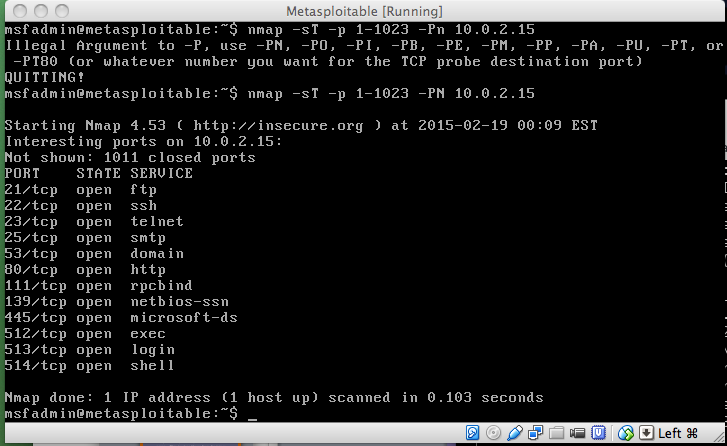 Metasploitable [Running]
msfadmin@metasploitable:~$ nmap -sT -p 1-1023 -Pn 10.0.2.15
Illegal Argument to -P, use -PN, -PO, -PI, -PB, -PE, -PM, -PP, -PA, -PU, -PT, or
-PT80 (or whatever number you want for the TCP probe destination port)
QUITTING!
msfadmin@metasploitable:~$ nmap -sT -p 1-1023 -PN 10.0.2.15
Starting Nmap 4.53 ( http://insecure.org ) at 2015-02-19 00:09 EST
Interesting ports on 10.0.2.15:
Not shown: 1011 closed ports
PORT    STATE SERVICE
21/tcp  open  ftp
22/tcp  open  ssh
23/tcp  open  telnet
25/tcp  open  smtp
53/tcp  open  domain
80/tcp  open  http
111/tcp open  rpcbind
139/tcp open  netbios-ssn
445/tcp open  microsoft-ds
512/tcp open  exec
513/tcp open  login
514/tcp open  shell
Nmap done: 1 IP address (1 host up) scanned in 0.103 seconds
msfadmin@metasploitable:~$ _
Left ⌘